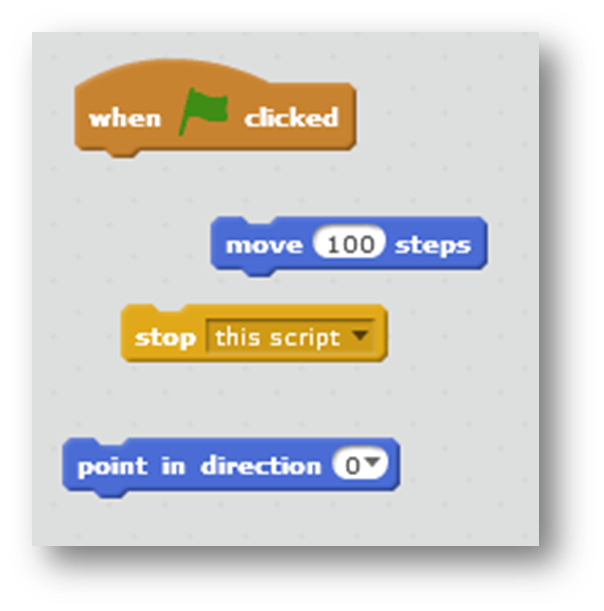 when clicked
move 100 steps
stop this script
point in direction 0